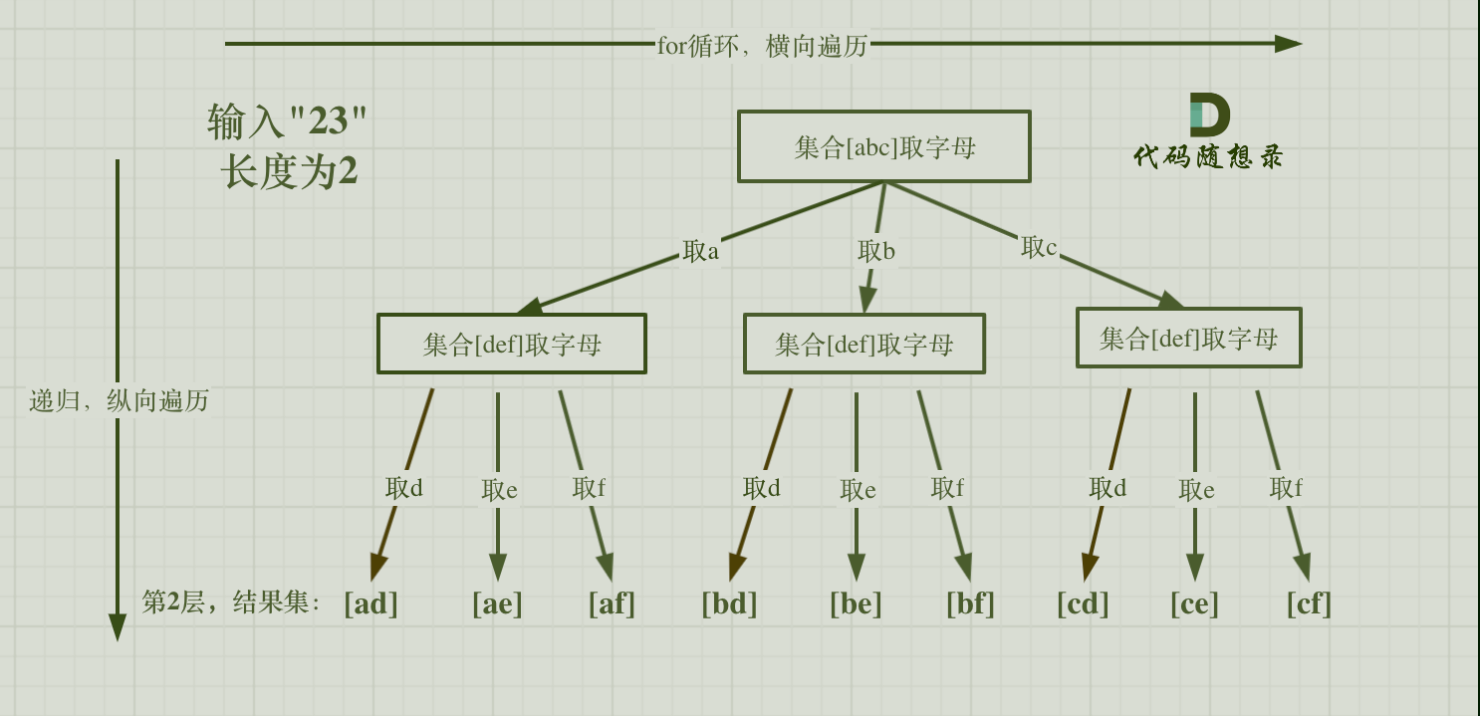 for循环，横向遍历
输入"23"
长度为2
集合[abc]取字母
代码随想录
取a
取b
取c
集合[def]取字母
集合[def]取字母
集合[def]取字母
递归，纵向遍历
取d
取e
取f
取d
取e
取f
取d
取e
取f
第2层，结果集：
[ad]
[ae]
[af]
[bd]
[be]
[bf]
[cd]
[ce]
[cf]